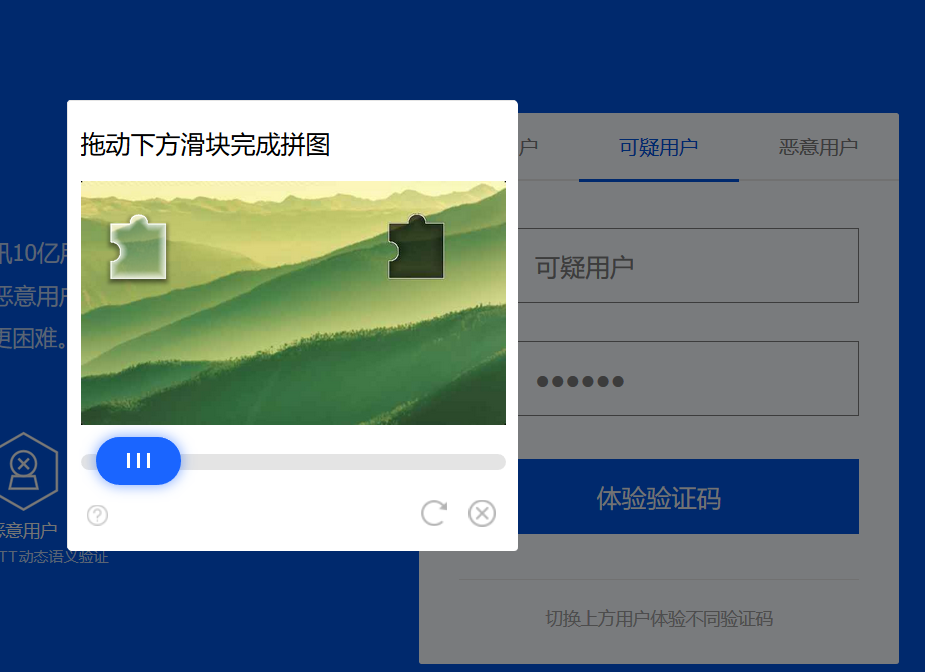 拖动下方滑块完成拼图
户
可疑用户
恶意用户
讯10亿用
恶意用户
更困难。
可疑用户
体验验证码
恶意用户
TT动态语义验证
切换上方用户体验不同验证码